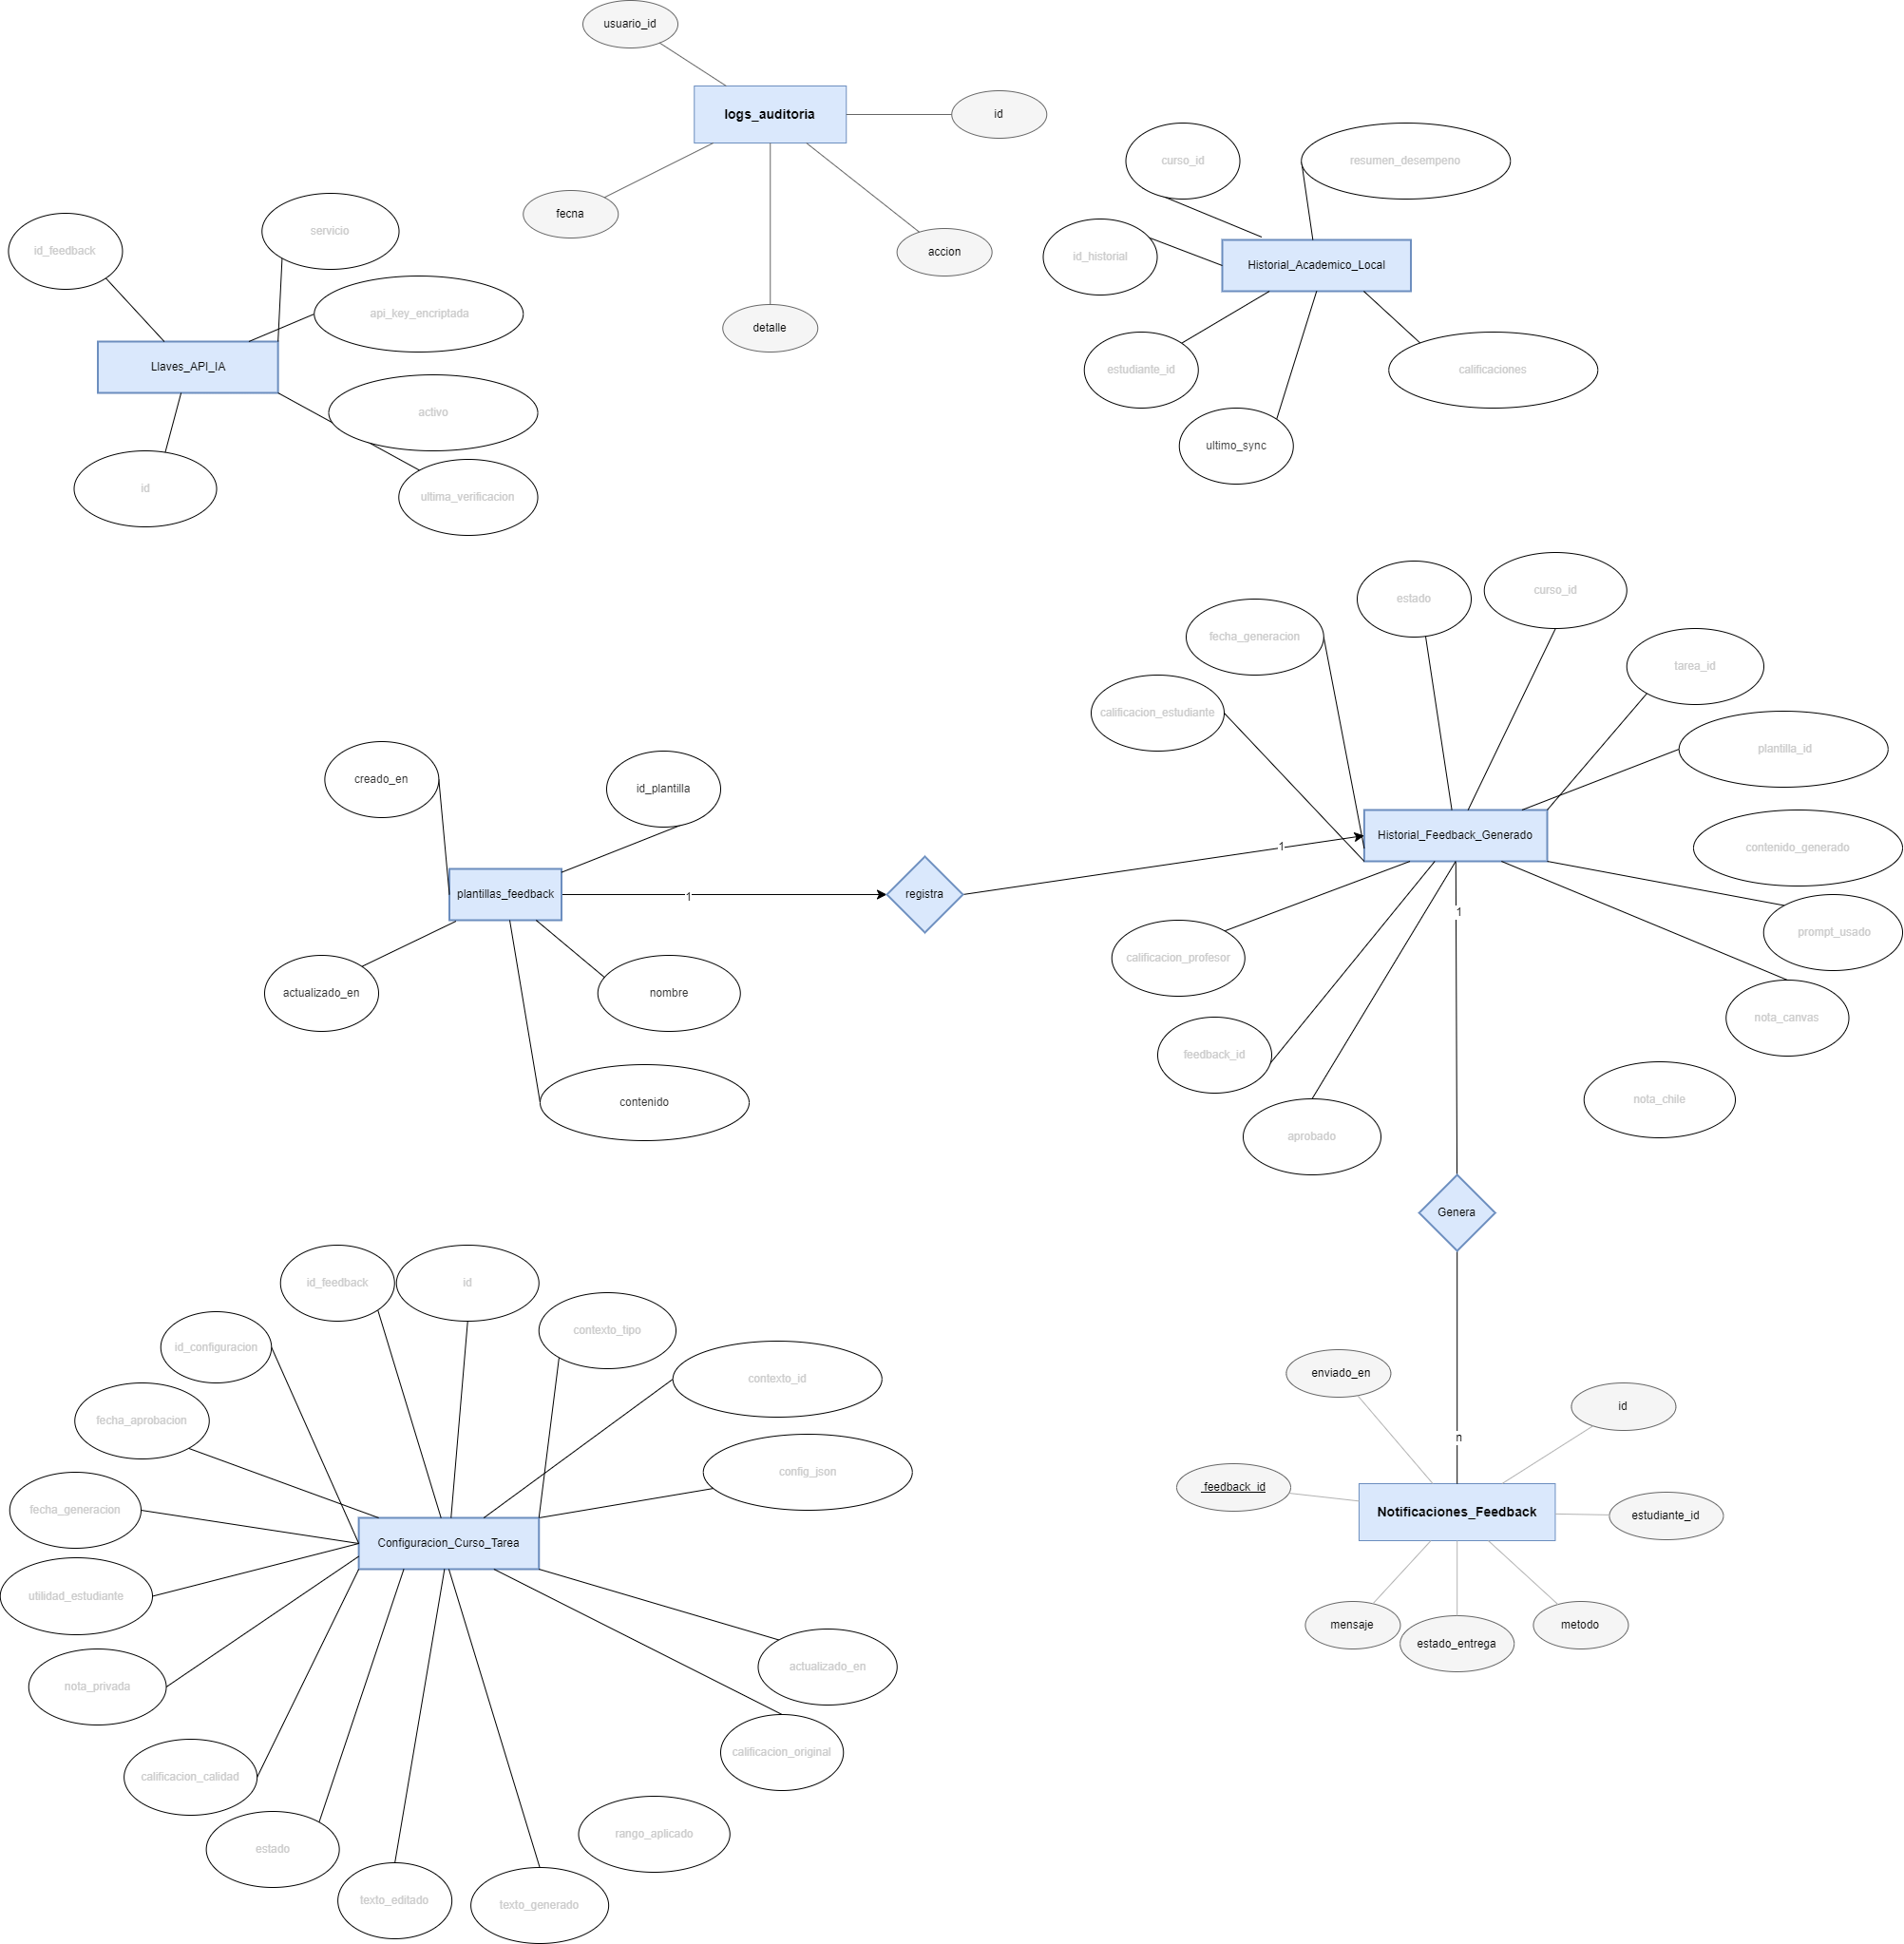 usuario_id
logs_auditoria
id
fecna
accion
detalle
curso_id
resumen_desempeno
id_historial
Historial_Academico_Local
estudiante_id
calificaciones
ultimo_sync
id_feedback
servicio
api_key_encriptada
Llaves_API_IA
activo
id
ultima_verificacion
estado
curso_id
fecha_generacion
tarea_id
calificacion_estudiante
plantilla_id
creado_en
id_plantilla
Historial_Feedback_Generado
1
contenido_generado
plantillas_feedback
1
registra
1
prompt_usado
calificacion_profesor
actualizado_en
nombre
nota_canvas
feedback_id
contenido
nota_chile
aprobado
Genera
id_feedback
id
contexto_tipo
id_configuracion
contexto_id
enviado_en
id
fecha_aprobacion
n
config_json
feedback_id
fecha_generacion
Notificaciones_Feedback
estudiante_id
Configuracion_Curso_Tarea
utilidad_estudiante
mensaje
estado_entrega
metodo
actualizado_en
nota_privada
calificacion_original
calificacion_calidad
rango_aplicado
estado
texto_editado
texto_generado